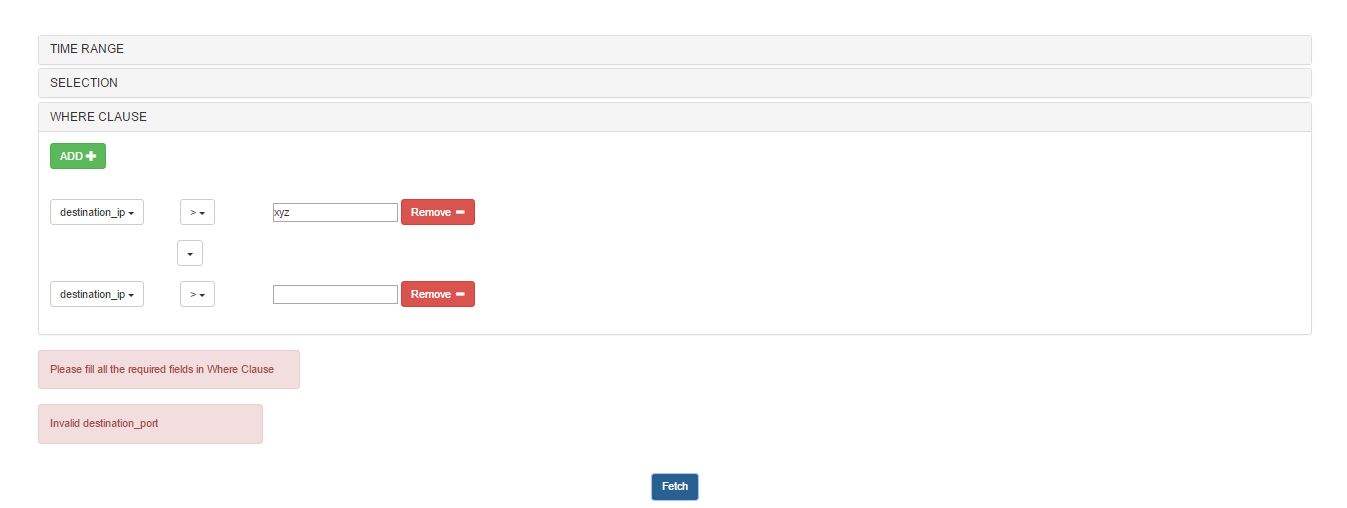 TIME RANGE
SELECTION
WHERE CLAUSE
ADD
destination_ip > xyz Remove
destination_ip > Remove
Please fill all the required fields in Where Clause
Invalid destination_port
Fetch